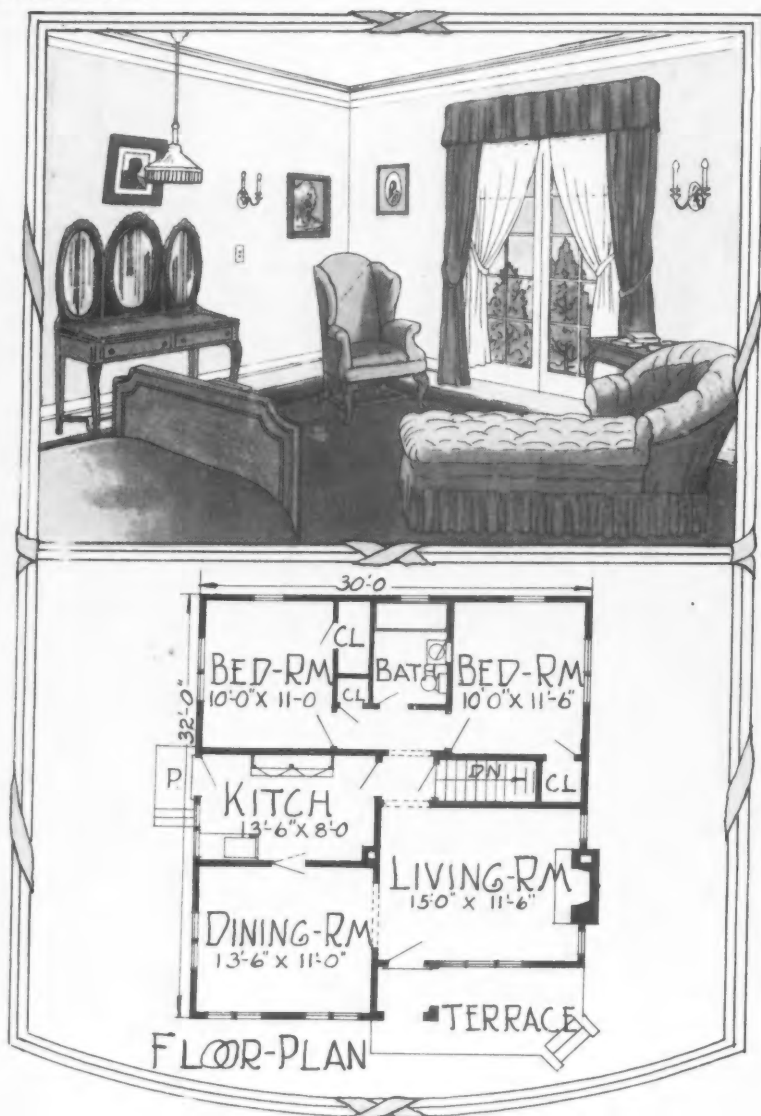 30'-0
32'-0"
CL
BED-RM
10'-0" X 11-0
CL
BATH
BED-RM
10'0" X 11'-6"
P.
KITCH
13'-6" X 8'-0
DN
CL
LIVING-RM
15'0" X 11'-6"
DINING-RM
13'-6" X 11'-0"
TERRACE
FLOOR-PLAN